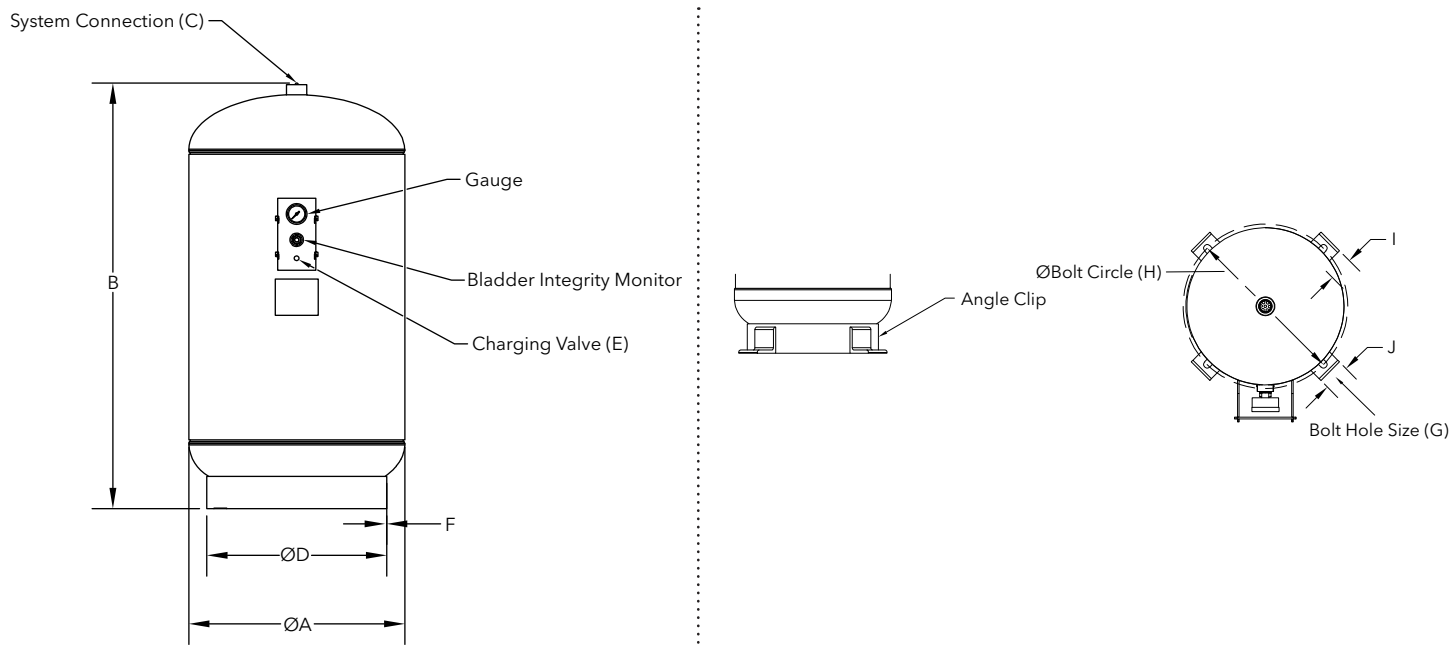 System Connection (C)
Gauge
B
Bladder Integrity Monitor
Charging Valve (E)
F
ØD
ØA
Angle Clip
I
ØBolt Circle (H)
J
Bolt Hole Size (G)